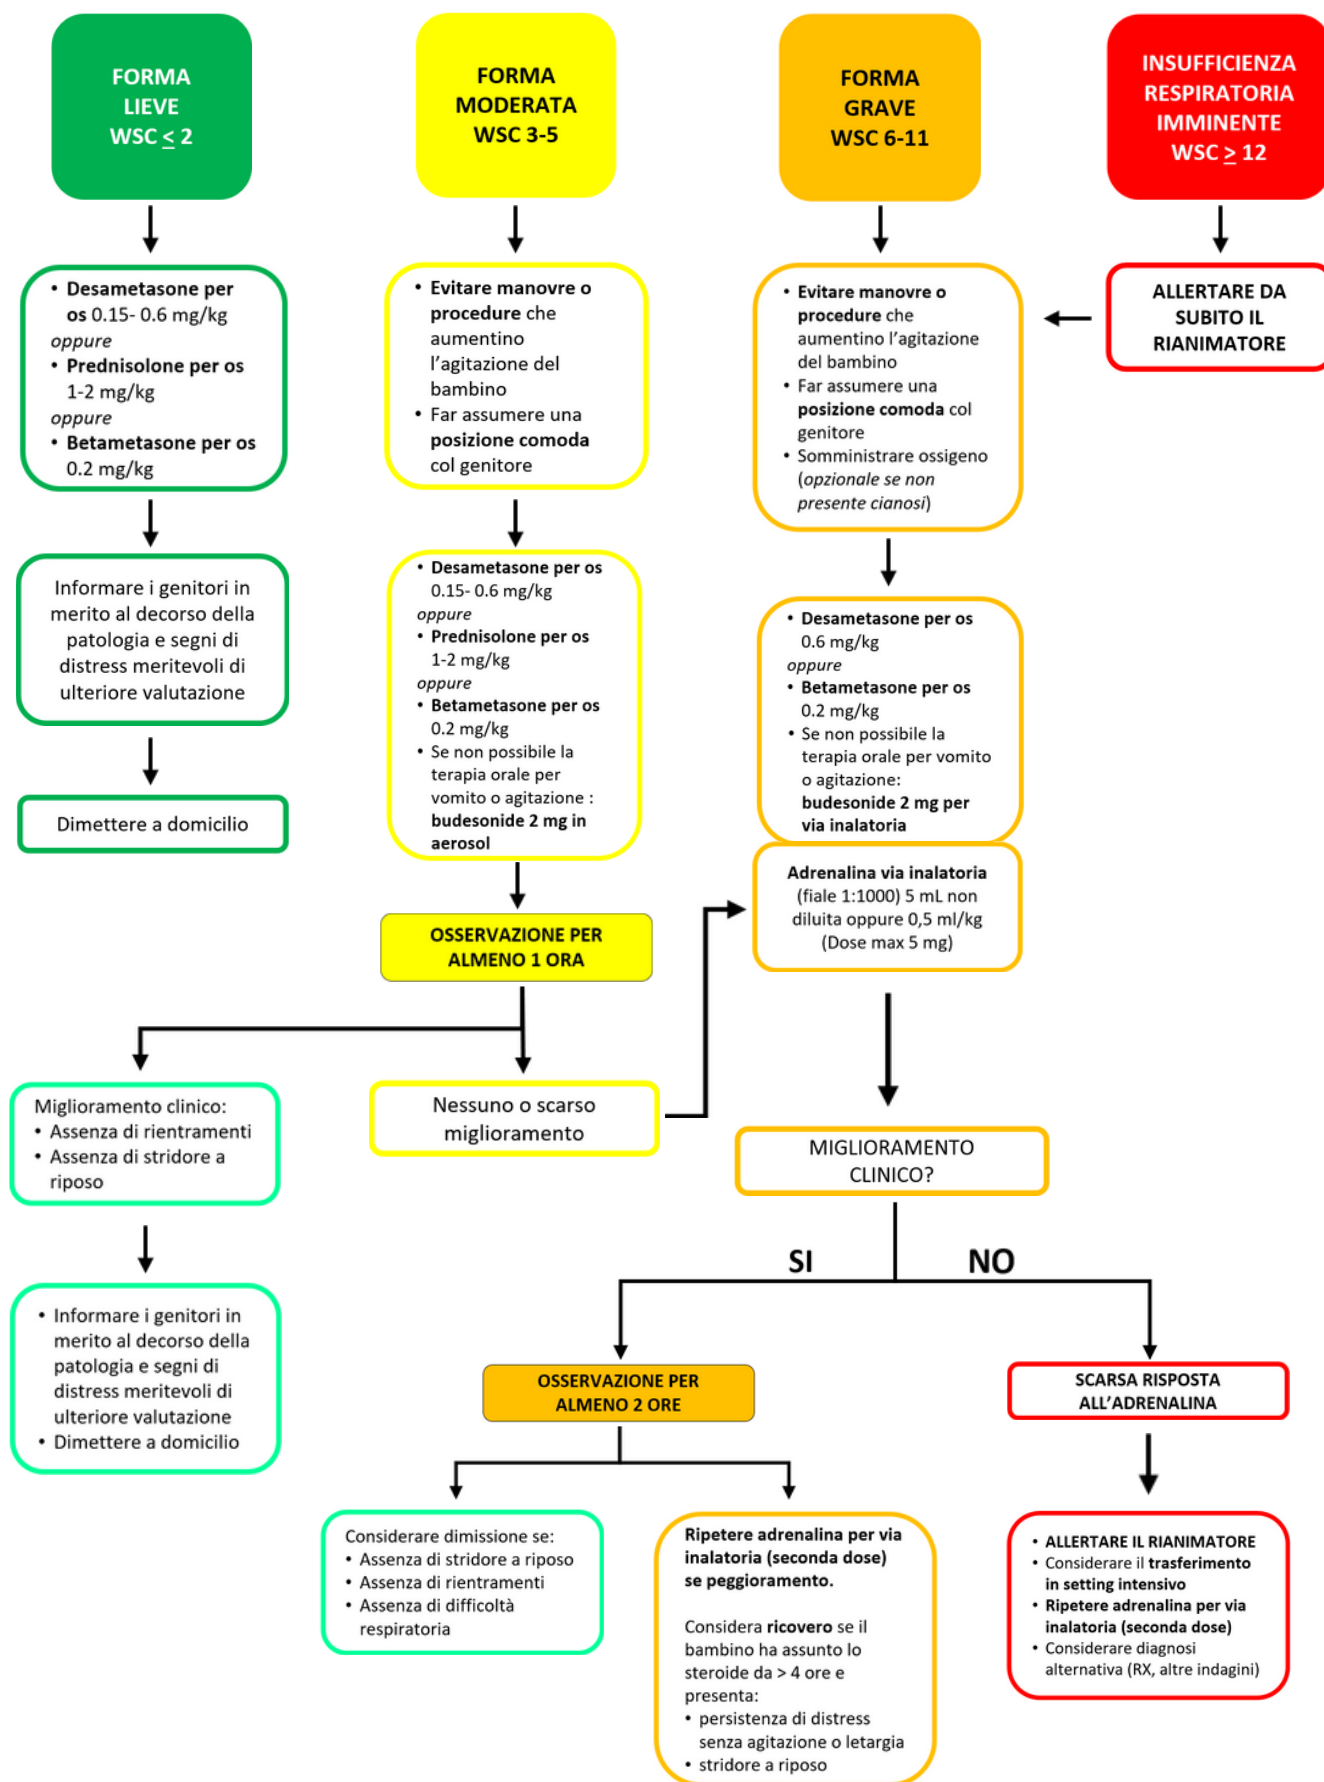 FORMA
LIEVE
WSC ≤ 2
FORMA
MODERATA
WSC 3-5
FORMA
GRAVE
WSC 6-11
INSUFFICIENZA
RESPIRATORIA
IMMINENTE
WSC ≥ 12
• Desametasone per
os 0.15- 0.6 mg/kg
oppure
• Prednisolone per os
1-2 mg/kg
oppure
• Betametasone per os
0.2 mg/kg
• Evitare manovre o
procedure che
aumentino
l'agitazione del
bambino
• Far assumere una
posizione comoda
col genitore
• Evitare manovre o
procedure che
aumentino l'agitazione
del bambino
• Far assumere una
posizione comoda col
genitore
• Somministrare ossigeno
(opzionale se non
presente cianosi)
ALLERTARE DA
SUBITO IL
RIANIMATORE
Informare i genitori in
merito al decorso della
patologia e segni di
distress meritevoli di
ulteriore valutazione
• Desametasone per os
0.15- 0.6 mg/kg
oppure
• Prednisolone per os
1-2 mg/kg
oppure
• Betametasone per os
0.2 mg/kg
• Se non possibile la
terapia orale per
vomito o agitazione :
budesonide 2 mg in
aerosol
• Desametasone per os
0.6 mg/kg
oppure
• Betametasone per os
0.2 mg/kg
• Se non possibile la
terapia orale per vomito
o agitazione:
budesonide 2 mg per
via inalatoria
Dimettere a domicilio
Adrenalina via inalatoria
(fiale 1:1000) 5 mL non
diluita oppure 0,5 ml/kg
(Dose max 5 mg)
OSSERVAZIONE PER
ALMENO 1 ORA
Miglioramento clinico:
• Assenza di rientramenti
• Assenza di stridore a
riposo
Nessuno o scarso
miglioramento
MIGLIORAMENTO
CLINICO?
SI
NO
• Informare i genitori in
merito al decorso della
patologia e segni di
distress meritevoli di
ulteriore valutazione
• Dimettere a domicilio
OSSERVAZIONE PER
ALMENO 2 ORE
SCARSA RISPOSTA
ALL'ADRENALINA
Considerare dimissione se:
• Assenza di stridore a riposo
• Assenza di rientramenti
• Assenza di difficoltà
respiratoria
Ripetere adrenalina per via
inalatoria (seconda dose)
se peggioramento.
Considera ricovero se il
bambino ha assunto lo
steroide da > 4 ore e
presenta:
• persistenza di distress
senza agitazione o letargia
• stridore a riposo
• ALLERTARE IL RIANIMATORE
• Considerare il trasferimento
in setting intensivo
• Ripetere adrenalina per via
inalatoria (seconda dose)
• Considerare diagnosi
alternativa (RX, altre indagini)